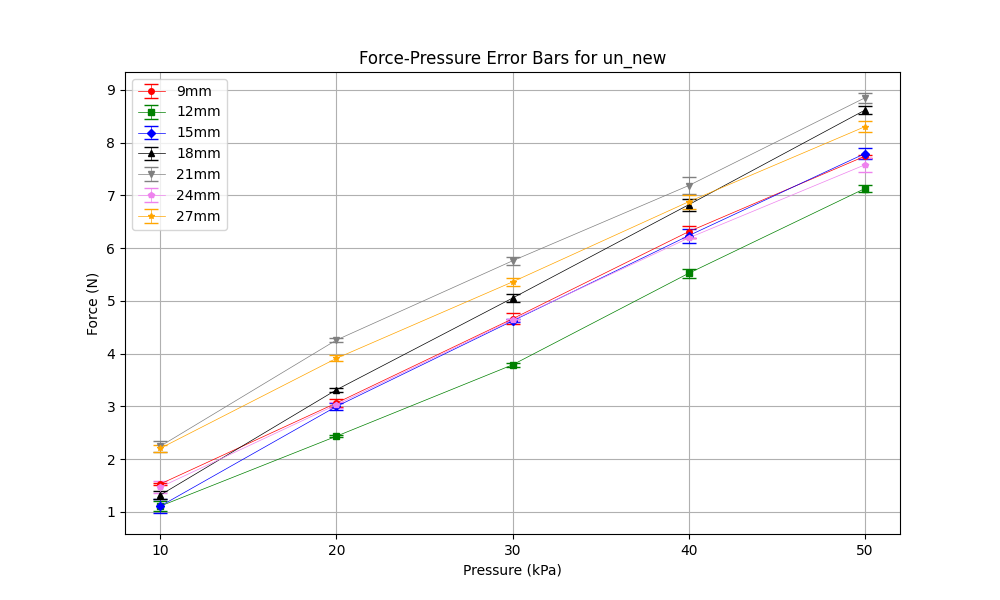 Force-Pressure Error Bars for un_new
9mm
12mm
15mm
18mm
21mm
24mm
27mm
Force (N)
9
8
7
6
5
4
3
2
1
10 20 30 40 50
Pressure (kPa)